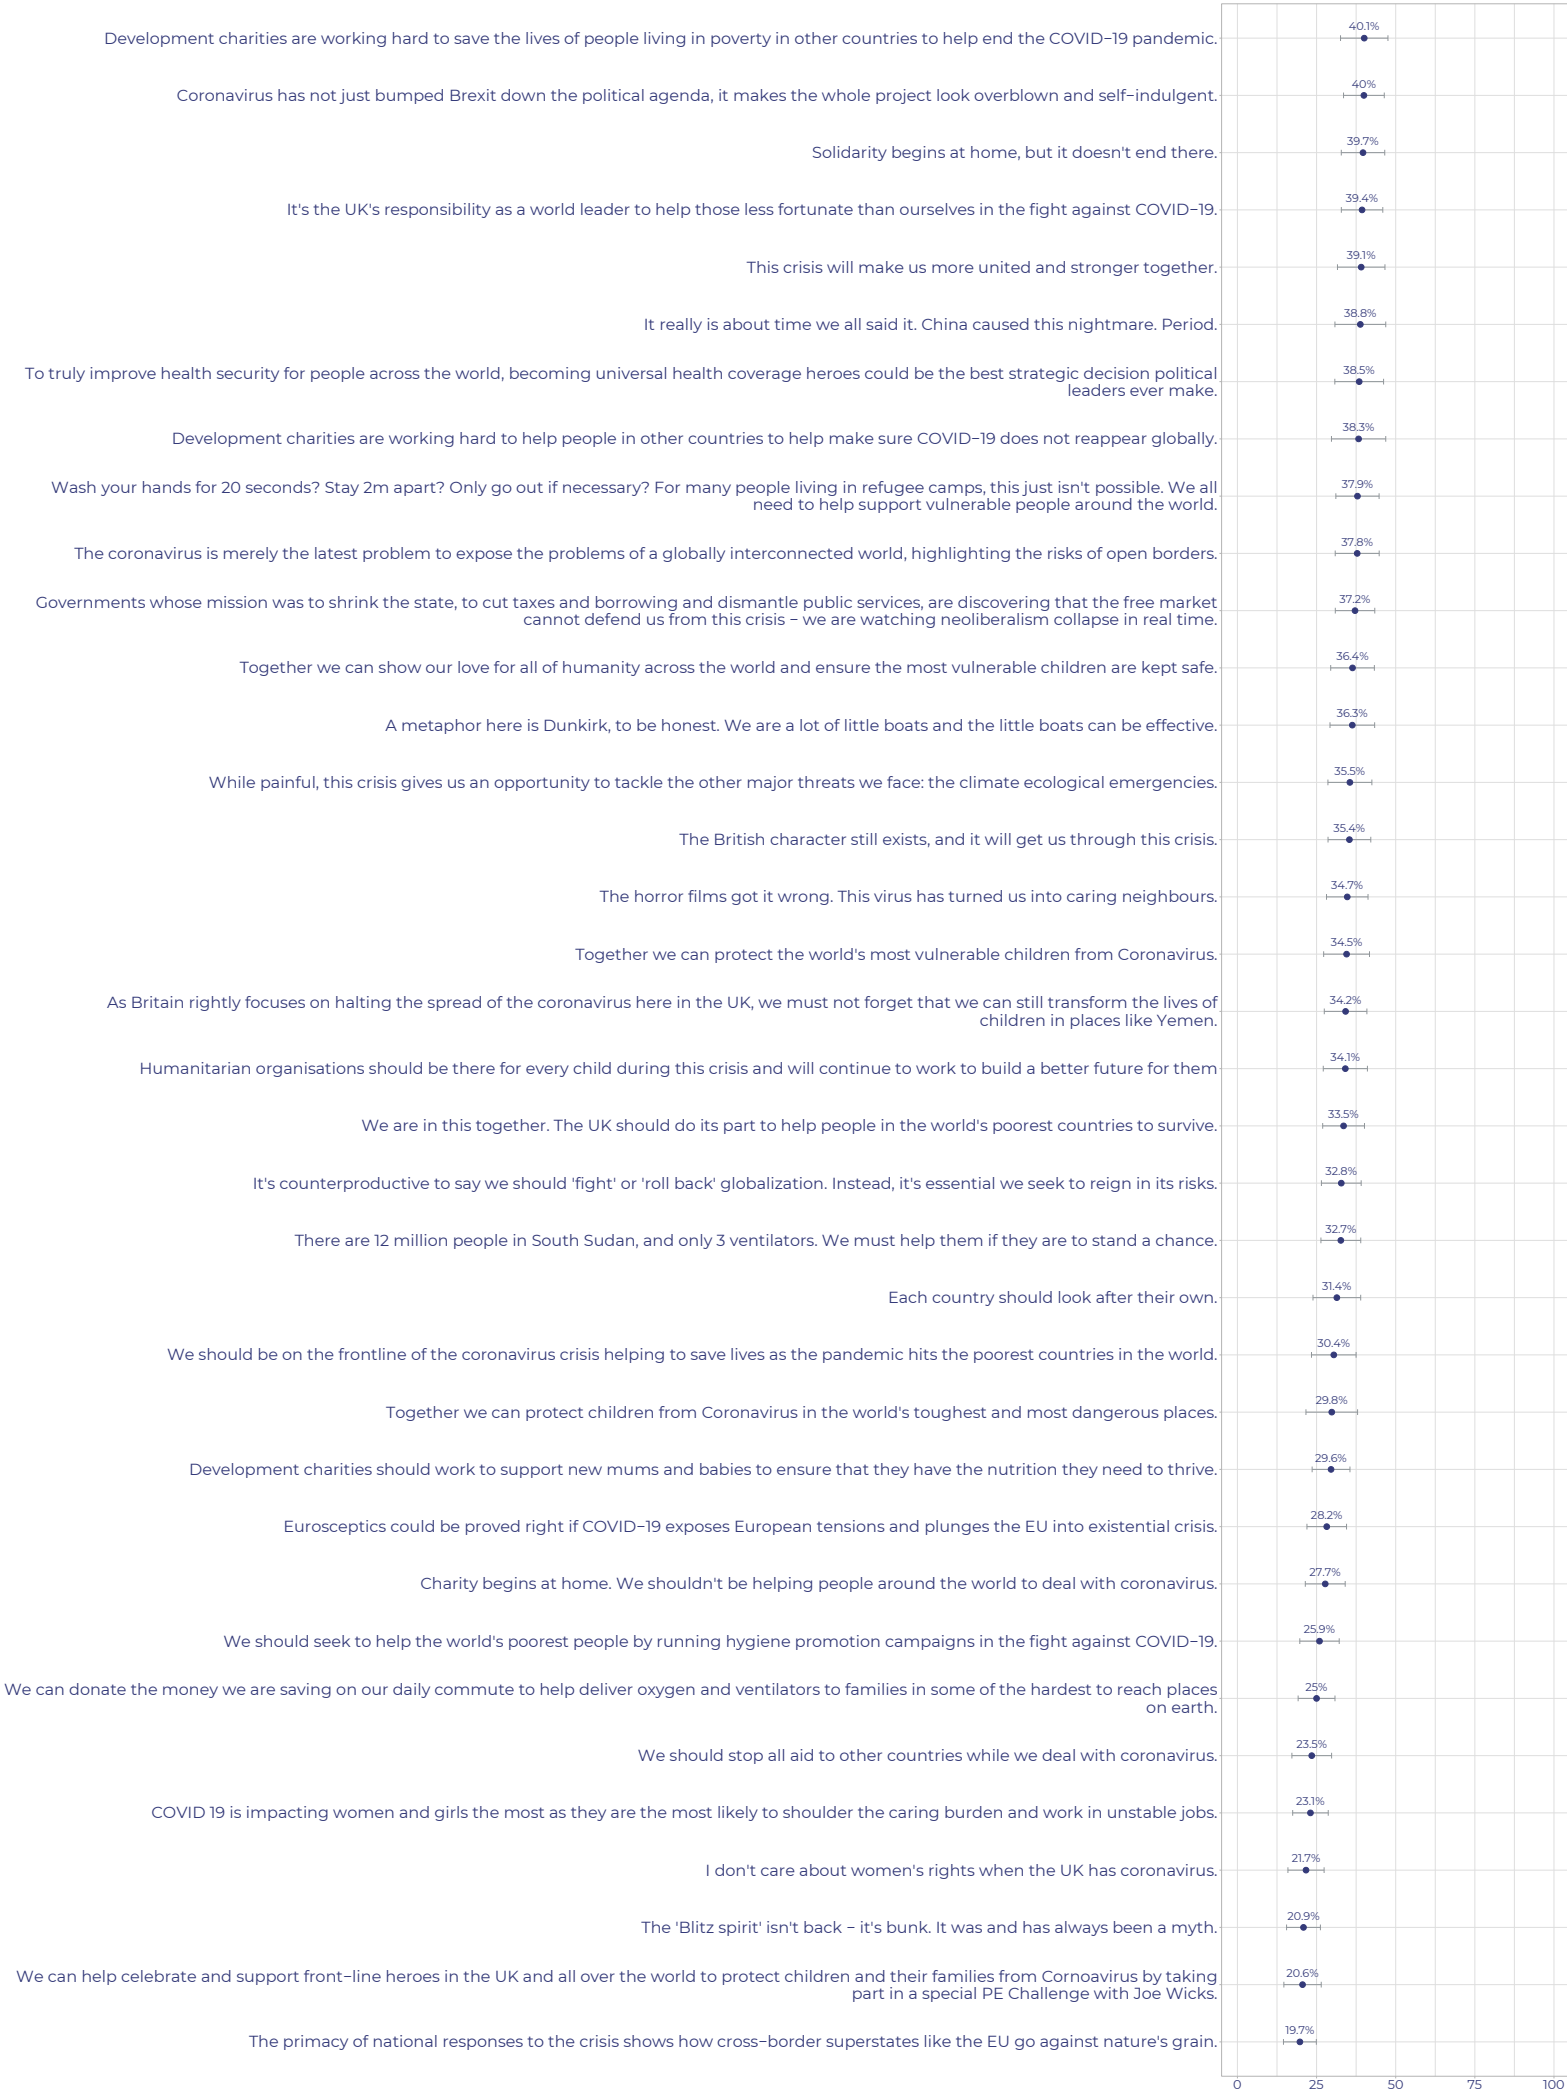 40.1%
Development charities are working hard to save the lives of people living in poverty in other countries to help end the COVID−19 pandemic.
40%
Coronavirus has not just bumped Brexit down the political agenda, it makes the whole project look overblown and self−indulgent.
39.7%
Solidarity begins at home, but it doesn't end there.
39.4%
It's the UK's responsibility as a world leader to help those less fortunate than ourselves in the fight against COVID−19.
39.1%
This crisis will make us more united and stronger together.
38.8%
It really is about time we all said it. China caused this nightmare. Period.
38.5%
To truly improve health security for people across the world, becoming universal health coverage heroes could be the best strategic decision political
leaders ever make.
38.3%
Development charities are working hard to help people in other countries to help make sure COVID−19 does not reappear globally.
37.9%
Wash your hands for 20 seconds? Stay 2m apart? Only go out if necessary? For many people living in refugee camps, this just isn't possible. We all
need to help support vulnerable people around the world.
37.8%
The coronavirus is merely the latest problem to expose the problems of a globally interconnected world, highlighting the risks of open borders.
37.2%
Governments whose mission was to shrink the state, to cut taxes and borrowing and dismantle public services, are discovering that the free market
cannot defend us from this crisis − we are watching neoliberalism collapse in real time.
36.4%
Together we can show our love for all of humanity across the world and ensure the most vulnerable children are kept safe.
36.3%
A metaphor here is Dunkirk, to be honest. We are a lot of little boats and the little boats can be effective.
35.5%
While painful, this crisis gives us an opportunity to tackle the other major threats we face: the climate ecological emergencies.
35.4%
The British character still exists, and it will get us through this crisis.
34.7%
The horror films got it wrong. This virus has turned us into caring neighbours.
34.5%
Together we can protect the world's most vulnerable children from Coronavirus.
34.2%
As Britain rightly focuses on halting the spread of the coronavirus here in the UK, we must not forget that we can still transform the lives of
children in places like Yemen.
34.1%
Humanitarian organisations should be there for every child during this crisis and will continue to work to build a better future for them
33.5%
We are in this together. The UK should do its part to help people in the world's poorest countries to survive.
32.8%
It's counterproductive to say we should 'fight' or 'roll back' globalization. Instead, it's essential we seek to reign in its risks.
32.7%
There are 12 million people in South Sudan, and only 3 ventilators. We must help them if they are to stand a chance.
31.4%
Each country should look after their own.
30.4%
We should be on the frontline of the coronavirus crisis helping to save lives as the pandemic hits the poorest countries in the world.
29.8%
Together we can protect children from Coronavirus in the world's toughest and most dangerous places.
29.6%
Development charities should work to support new mums and babies to ensure that they have the nutrition they need to thrive.
28.2%
Eurosceptics could be proved right if COVID−19 exposes European tensions and plunges the EU into existential crisis.
27.7%
Charity begins at home. We shouldn't be helping people around the world to deal with coronavirus.
25.9%
We should seek to help the world's poorest people by running hygiene promotion campaigns in the fight against COVID−19.
25%
We can donate the money we are saving on our daily commute to help deliver oxygen and ventilators to families in some of the hardest to reach places
on earth.
23.5%
We should stop all aid to other countries while we deal with coronavirus.
23.1%
COVID 19 is impacting women and girls the most as they are the most likely to shoulder the caring burden and work in unstable jobs.
21.7%
I don't care about women's rights when the UK has coronavirus.
20.9%
The 'Blitz spirit' isn't back − it's bunk. It was and has always been a myth.
20.6%
We can help celebrate and support front−line heroes in the UK and all over the world to protect children and their families from Cornoavirus by taking
part in a special PE Challenge with Joe Wicks.
19.7%
The primacy of national responses to the crisis shows how cross−border superstates like the EU go against nature's grain.
0 25 50 75 100